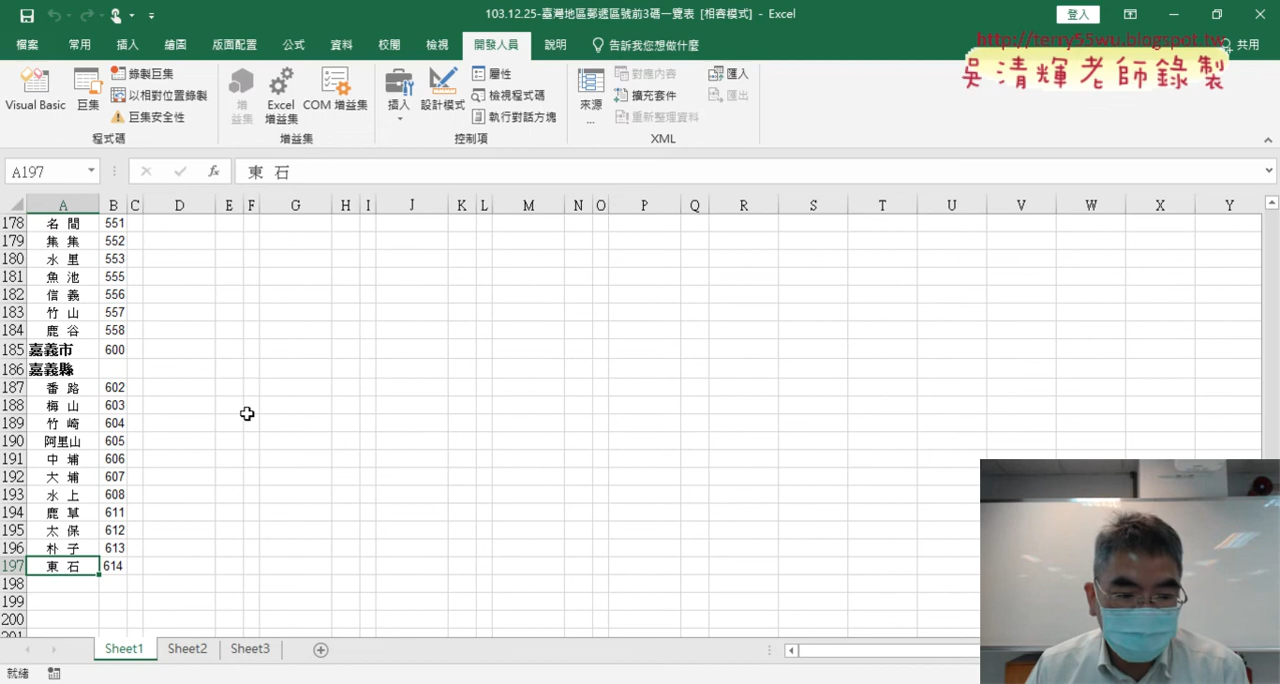 103.12.25-臺灣地區郵遞區號前3碼一覽表 [相容模式] - Excel
登入
檔案 常用 插入 繪圖 版面配置 公式 資料 校閱 檢視 開發人員 說明 告訴我您想做什麼 共用
http://terry55wu.blogspot.tw
吳清輝老師錄製
Visual Basic 巨集 錄製巨集 以相對位置錄製 巨集安全性
程式碼
增益集 Excel 增益集 COM 增益集
增益集
插入 設計模式 屬性 檢視程式碼 執行對話方塊
控制項
來源... 對應內容 擴充套件 重新整理資料 匯入 匯出
XML
A197 fx 東 石
A B C D E F G H I J K L M N O P Q R S T U V W X Y
178 名 間 551
179 集 集 552
180 水 里 553
181 魚 池 555
182 信 義 556
183 竹 山 557
184 鹿 谷 558
185 嘉義市 600
186 嘉義縣
187 番 路 602
188 梅 山 603
189 竹 崎 604
190 阿里山 605
191 中 埔 606
192 大 埔 607
193 水 上 608
194 鹿 草 611
195 太 保 612
196 朴 子 613
197 東 石 614
198
199
200
201
Sheet1 Sheet2 Sheet3
就緒